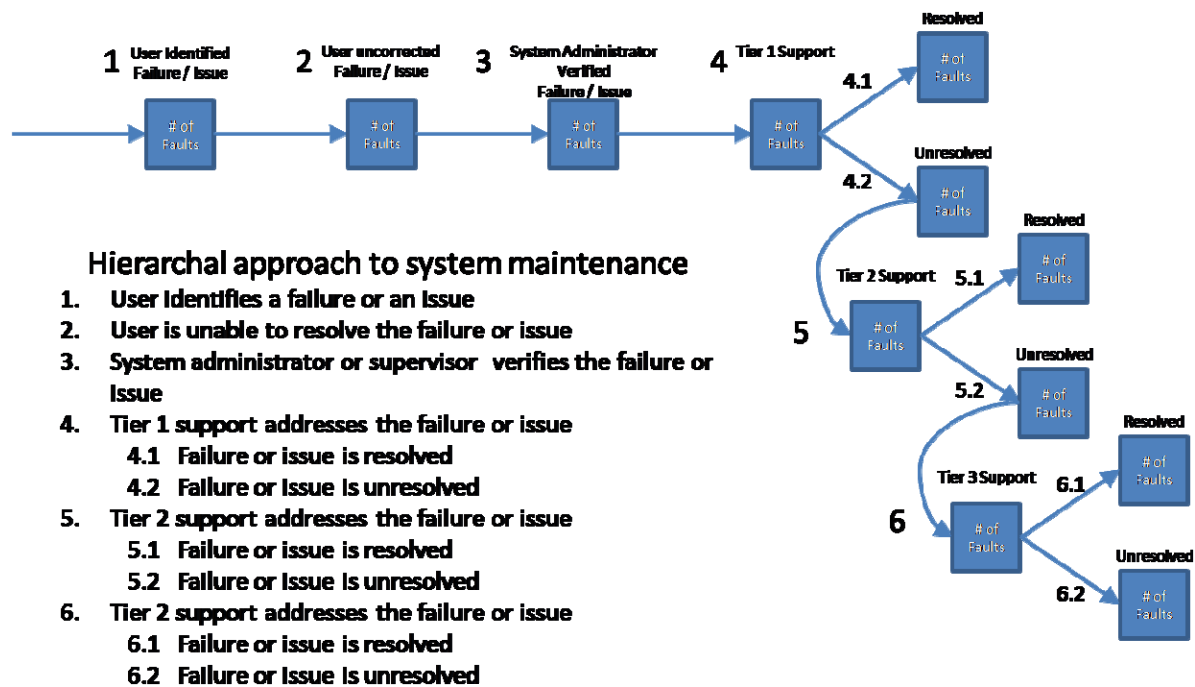 1 User Identified
Failure / Issue
# of
Faults
2 User uncorrected
Failure / Issue
# of
Faults
3 System Administrator
Verified
Failure / Issue
# of
Faults
4 Tier 1 Support
# of
Faults
4.1
Resolved
# of
Faults
4.2
Unresolved
# of
Faults
5
Tier 2 Support
# of
Faults
5.1
Resolved
# of
Faults
5.2
Unresolved
# of
Faults
6
Tier 3 Support
# of
Faults
6.1
Resolved
# of
Faults
6.2
Unresolved
# of
Faults
Hierarchal approach to system maintenance
1. User identifies a failure or an issue
2. User is unable to resolve the failure or issue
3. System administrator or supervisor verifies the failure or
issue
4. Tier 1 support addresses the failure or issue
4.1 Failure or issue is resolved
4.2 Failure or issue is unresolved
5. Tier 2 support addresses the failure or issue
5.1 Failure or issue is resolved
5.2 Failure or issue is unresolved
6. Tier 2 support addresses the failure or issue
6.1 Failure or issue is resolved
6.2 Failure or issue is unresolved